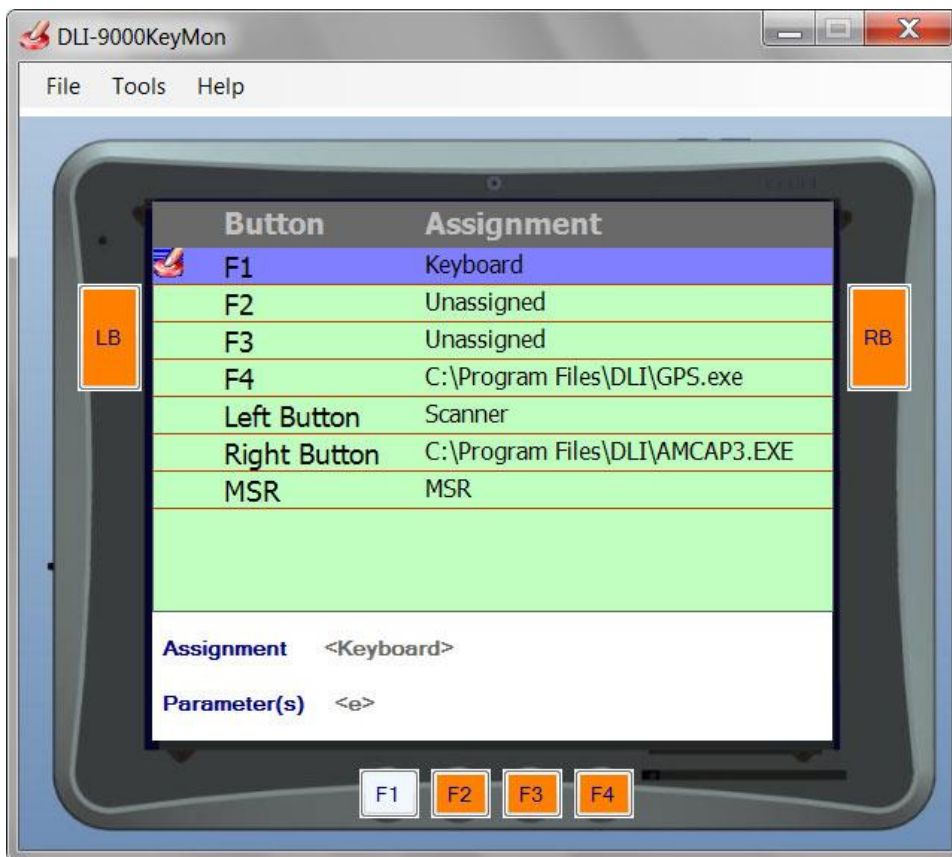 DLI-9000KeyMon
File Tools Help
Button Assignment
F1 Keyboard
F2 Unassigned
F3 Unassigned
F4 C:\Program Files\DLI\GPS.exe
Left Button Scanner
Right Button C:\Program Files\DLI\AMCAP3.EXE
MSR MSR
LB
RB
Assignment <Keyboard>
Parameter(s) <e>
F1 F2 F3 F4